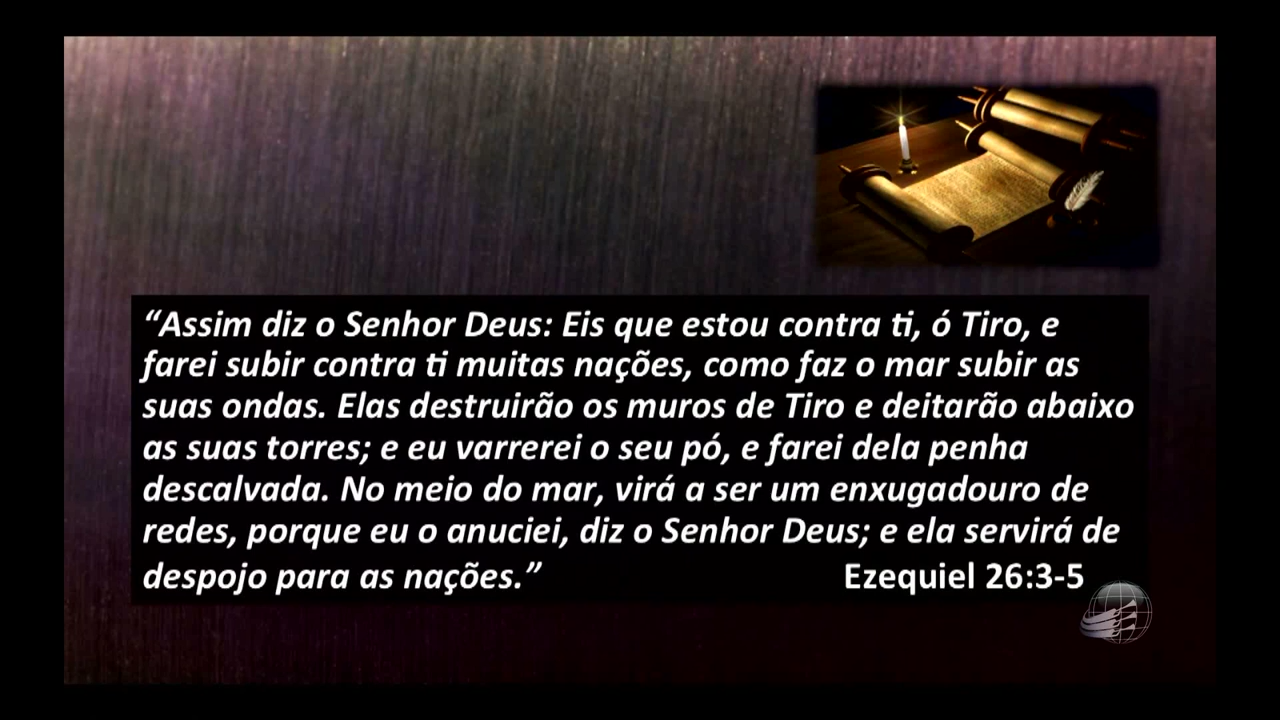 “Assim diz o Senhor Deus: Eis que estou contra ti, ó Tiro, e
farei subir contra ti muitas nações, como faz o mar subir as
suas ondas. Elas destruirão os muros de Tiro e deitarão abaixo
as suas torres; e eu varrerei o seu pó, e farei dela penha
descalvada. No meio do mar, virá a ser um enxugadouro de
redes, porque eu o anuciei, diz o Senhor Deus; e ela servirá de
despojo para as nações.” Ezequiel 26:3-5